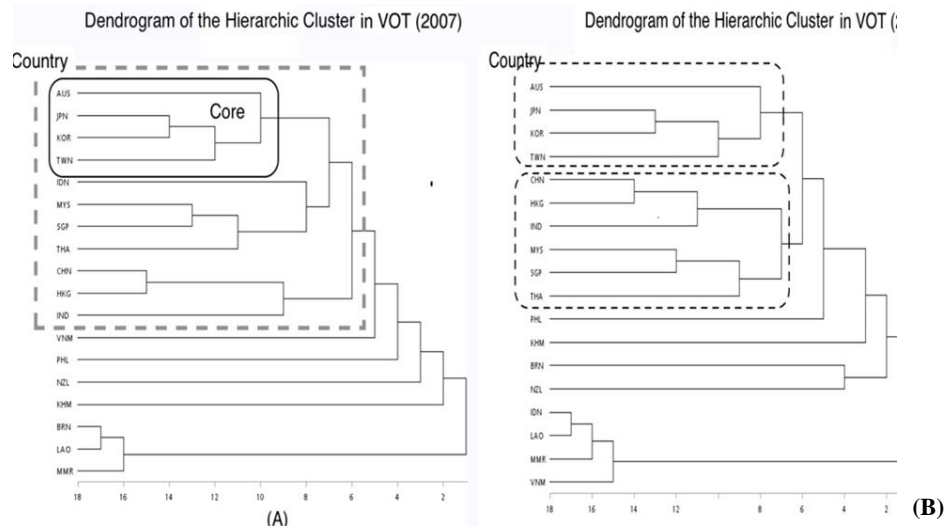 Dendrogram of the Hierarchic Cluster in VOT (2007)
Country
AUS
Core
JPN
KOR
TWN
IDN
MYS
SGP
THA
CHN
HKG
IND
VNM
PHL
NZL
KHM
BRN
LAO
MMR
18 16 14 12 10 8 6 4 2
(A)
Dendrogram of the Hierarchic Cluster in VOT (
Country
AUS
JPN
KOR
TWN
CHN
HKG
IND
MYS
SGP
THA
PHL
KHM
BRN
NZL
IDN
LAO
MMR
VNM
18 16 14 12 10 8 6 4 2
(B)